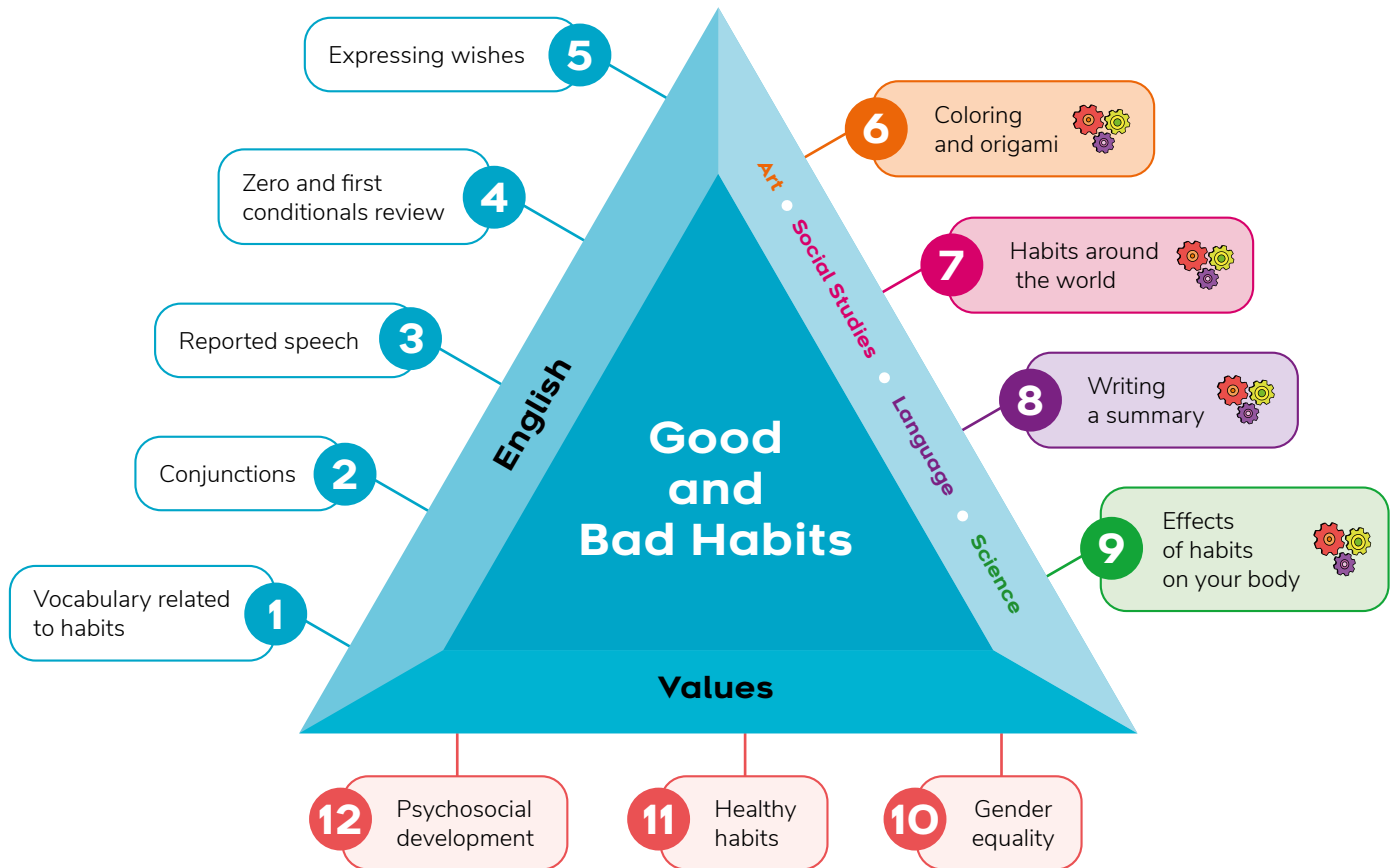 Good
and
Bad Habits
English
1
Vocabulary related
to habits
2
Conjunctions
3
Reported speech
4
Zero and first
conditionals review
5
Expressing wishes
Art • Social Studies • Language • Science
6
Coloring
and origami
7
Habits around
the world
8
Writing
a summary
9
Effects
of habits
on your body
Values
10
Gender
equality
11
Healthy
habits
12
Psychosocial
development